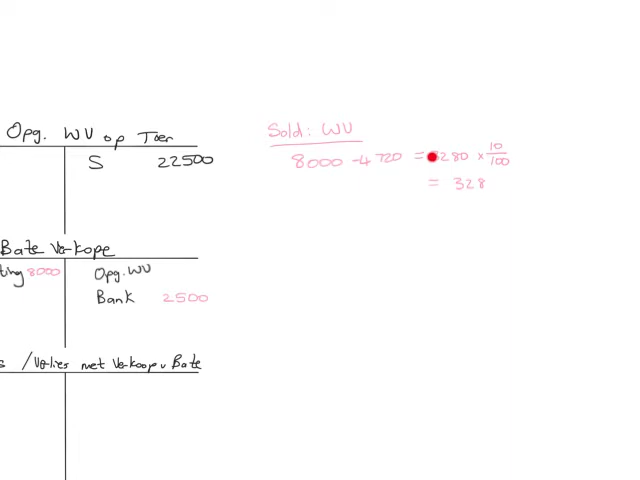 Opg. WV op Toer
S 22500
Sold: WV
8000 - 4720 = 3280 × 10/100
= 328
Bate Verkope
ting 8000 Opg. WV
Bank 2500
s / Verlies met Verkoop v Bate